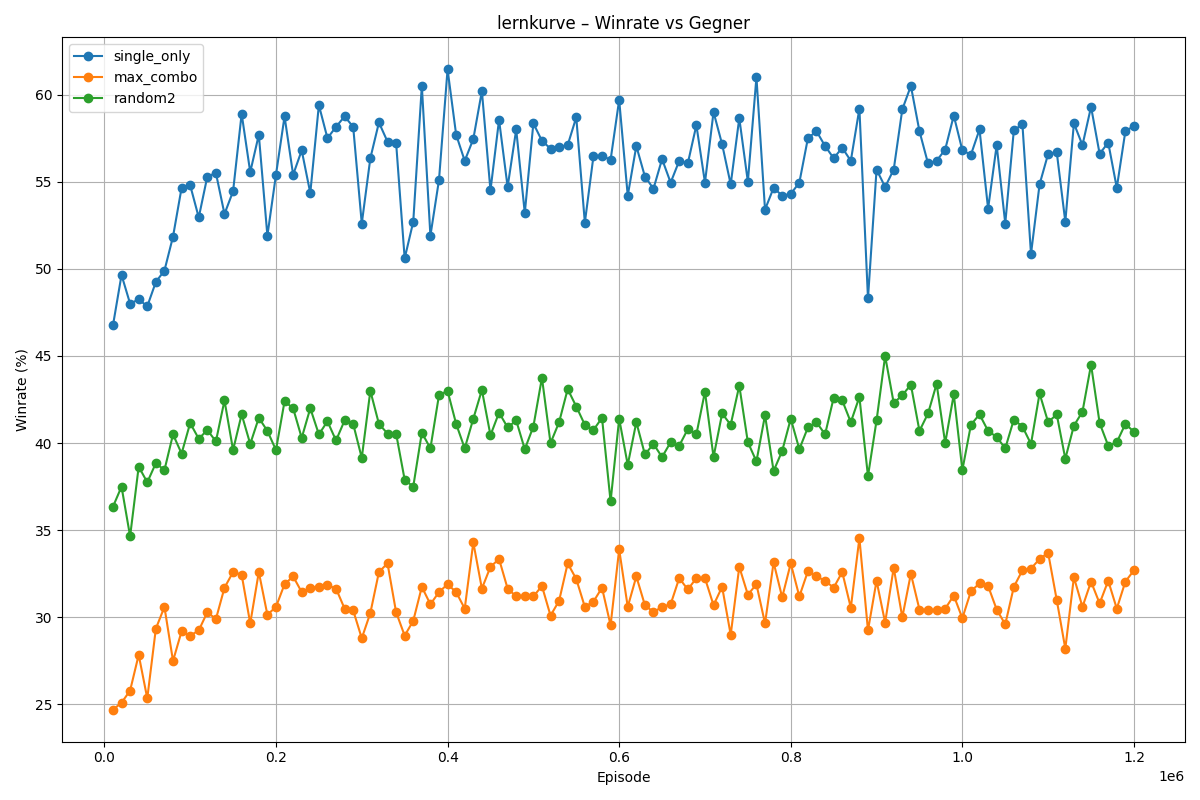 lernkurve – Winrate vs Gegner
single_only
max_combo
random2
Winrate (%)
60
55
50
45
40
35
30
25
0.0 0.2 0.4 0.6 0.8 1.0 1.2
1e6
Episode